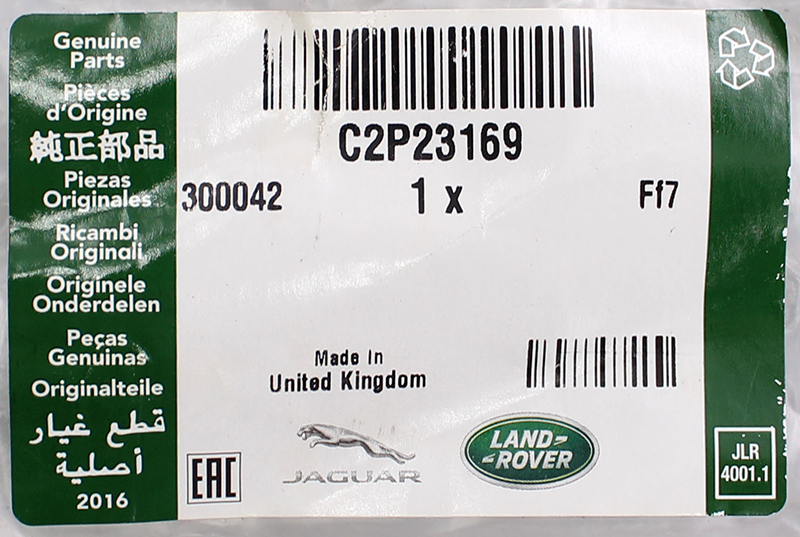 Genuine
Parts
Pièces
d'Origine
純正部品
Piezas
Originales
Ricambi
Originali
Originele
Onderdelen
Peças
Genuinas
Originalteile
قطع غيار
أصلية
2016
C2P23169
300042 1 x Ff7
Made In
United Kingdom
EAC
JAGUAR
LAND-
-ROVER
JLR
4001.1